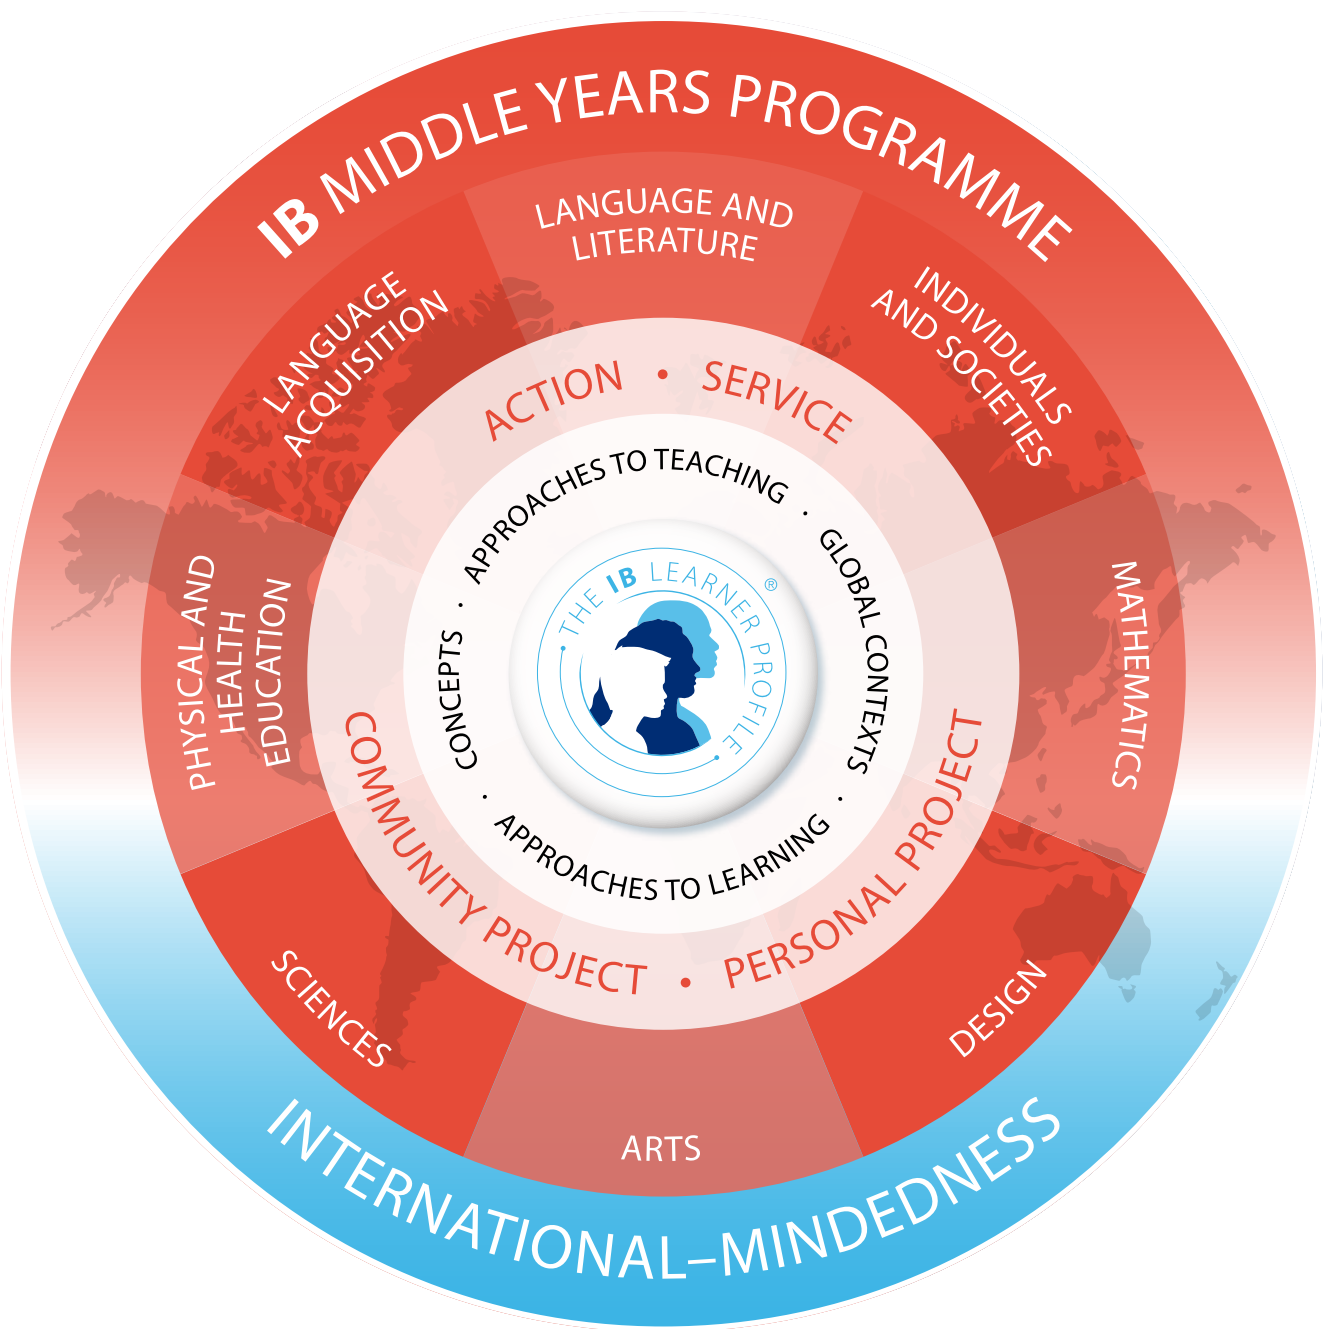 IB MIDDLE YEARS PROGRAMME
LANGUAGE AND
LITERATURE
INDIVIDUALS
AND SOCIETIES
MATHEMATICS
DESIGN
ARTS
SCIENCES
PHYSICAL AND
HEALTH
EDUCATION
LANGUAGE
ACQUISITION
ACTION • SERVICE
COMMUNITY PROJECT • PERSONAL PROJECT
APPROACHES TO TEACHING · GLOBAL CONTEXTS ·
CONCEPTS · APPROACHES TO LEARNING
THE IB LEARNER PROFILE ®
INTERNATIONAL–MINDEDNESS